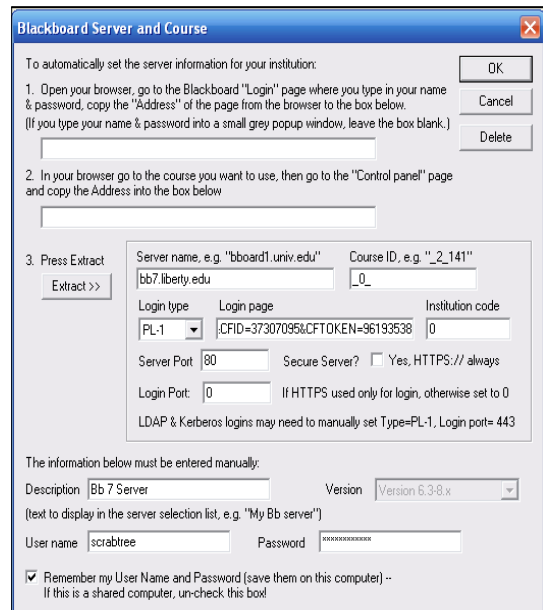 Blackboard Server and Course
To automatically set the server information for your institution:
OK
1. Open your browser, go to the Blackboard "Login" page where you type in your name
& password, copy the "Address" of the page from the browser to the box below.
Cancel
(If you type your name & password into a small grey popup window, leave the box blank.)
Delete
2. In your browser go to the course you want to use, then go to the "Control panel" page
and copy the Address into the box below
3. Press Extract
Extract >>
Server name, e.g. "bboard1.univ.edu" Course ID, e.g. "_2_141"
bb7.liberty.edu _0_
Login type Login page Institution code
PL-1 :CFID=37307095&CFTOKEN=96193538 0
Server Port 80 Secure Server? Yes, HTTPS:// always
Login Port: 0 If HTTPS used only for login, otherwise set to 0
LDAP & Kerberos logins may need to manually set Type=PL-1, Login port= 443
The information below must be entered manually:
Description Bb 7 Server Version Version 6.3-8.x
(text to display in the server selection list, e.g. "My Bb server")
User name scrabtree Password ************
Remember my User Name and Password (save them on this computer) --
If this is a shared computer, un-check this box!